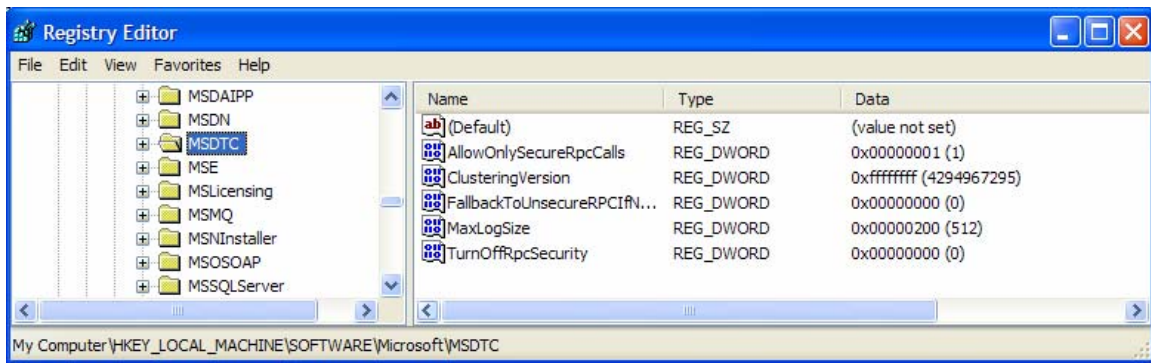 Registry Editor
File Edit View Favorites Help
MSDAIPP
MSDN
MSDTC
MSE
MSLicensing
MSMQ
MSNInstaller
MSOSOAP
MSSQLServer
Name Type Data
ab (Default) REG_SZ (value not set)
AllowOnlySecureRpcCalls REG_DWORD 0x00000001 (1)
ClusteringVersion REG_DWORD 0xffffffff (4294967295)
FallbackToUnsecureRPCIfN... REG_DWORD 0x00000000 (0)
MaxLogSize REG_DWORD 0x00000200 (512)
TurnOffRpcSecurity REG_DWORD 0x00000000 (0)
My Computer\HKEY_LOCAL_MACHINE\SOFTWARE\Microsoft\MSDTC